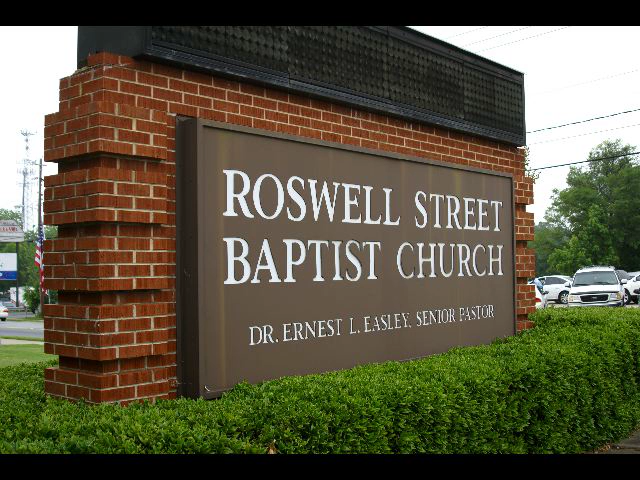 ROSWELL STREET
BAPTIST CHURCH
DR. ERNEST L. EASLEY, SENIOR PASTOR